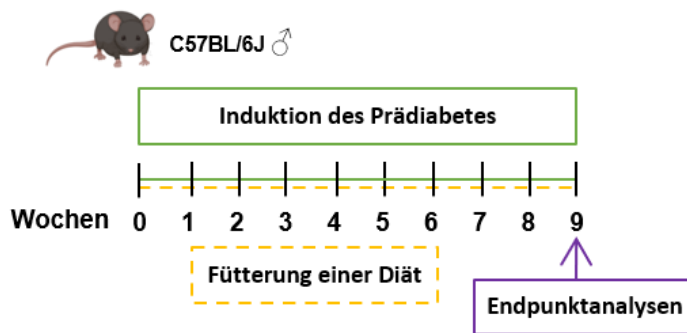 C57BL/6J ♂
Induktion des Prädiabetes
Wochen 0 1 2 3 4 5 6 7 8 9
Fütterung einer Diät
Endpunktanalysen